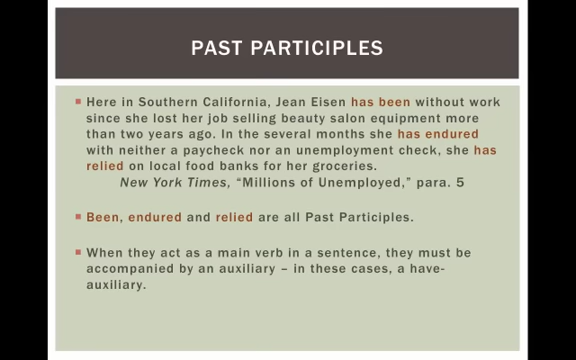 PAST PARTICIPLES
Here in Southern California, Jean Eisen has been without work
since she lost her job selling beauty salon equipment more
than two years ago. In the several months she has endured
with neither a paycheck nor an unemployment check, she has
relied on local food banks for her groceries.
New York Times, “Millions of Unemployed,” para. 5
Been, endured and relied are all Past Participles.
When they act as a main verb in a sentence, they must be
accompanied by an auxiliary – in these cases, a have-
auxiliary.